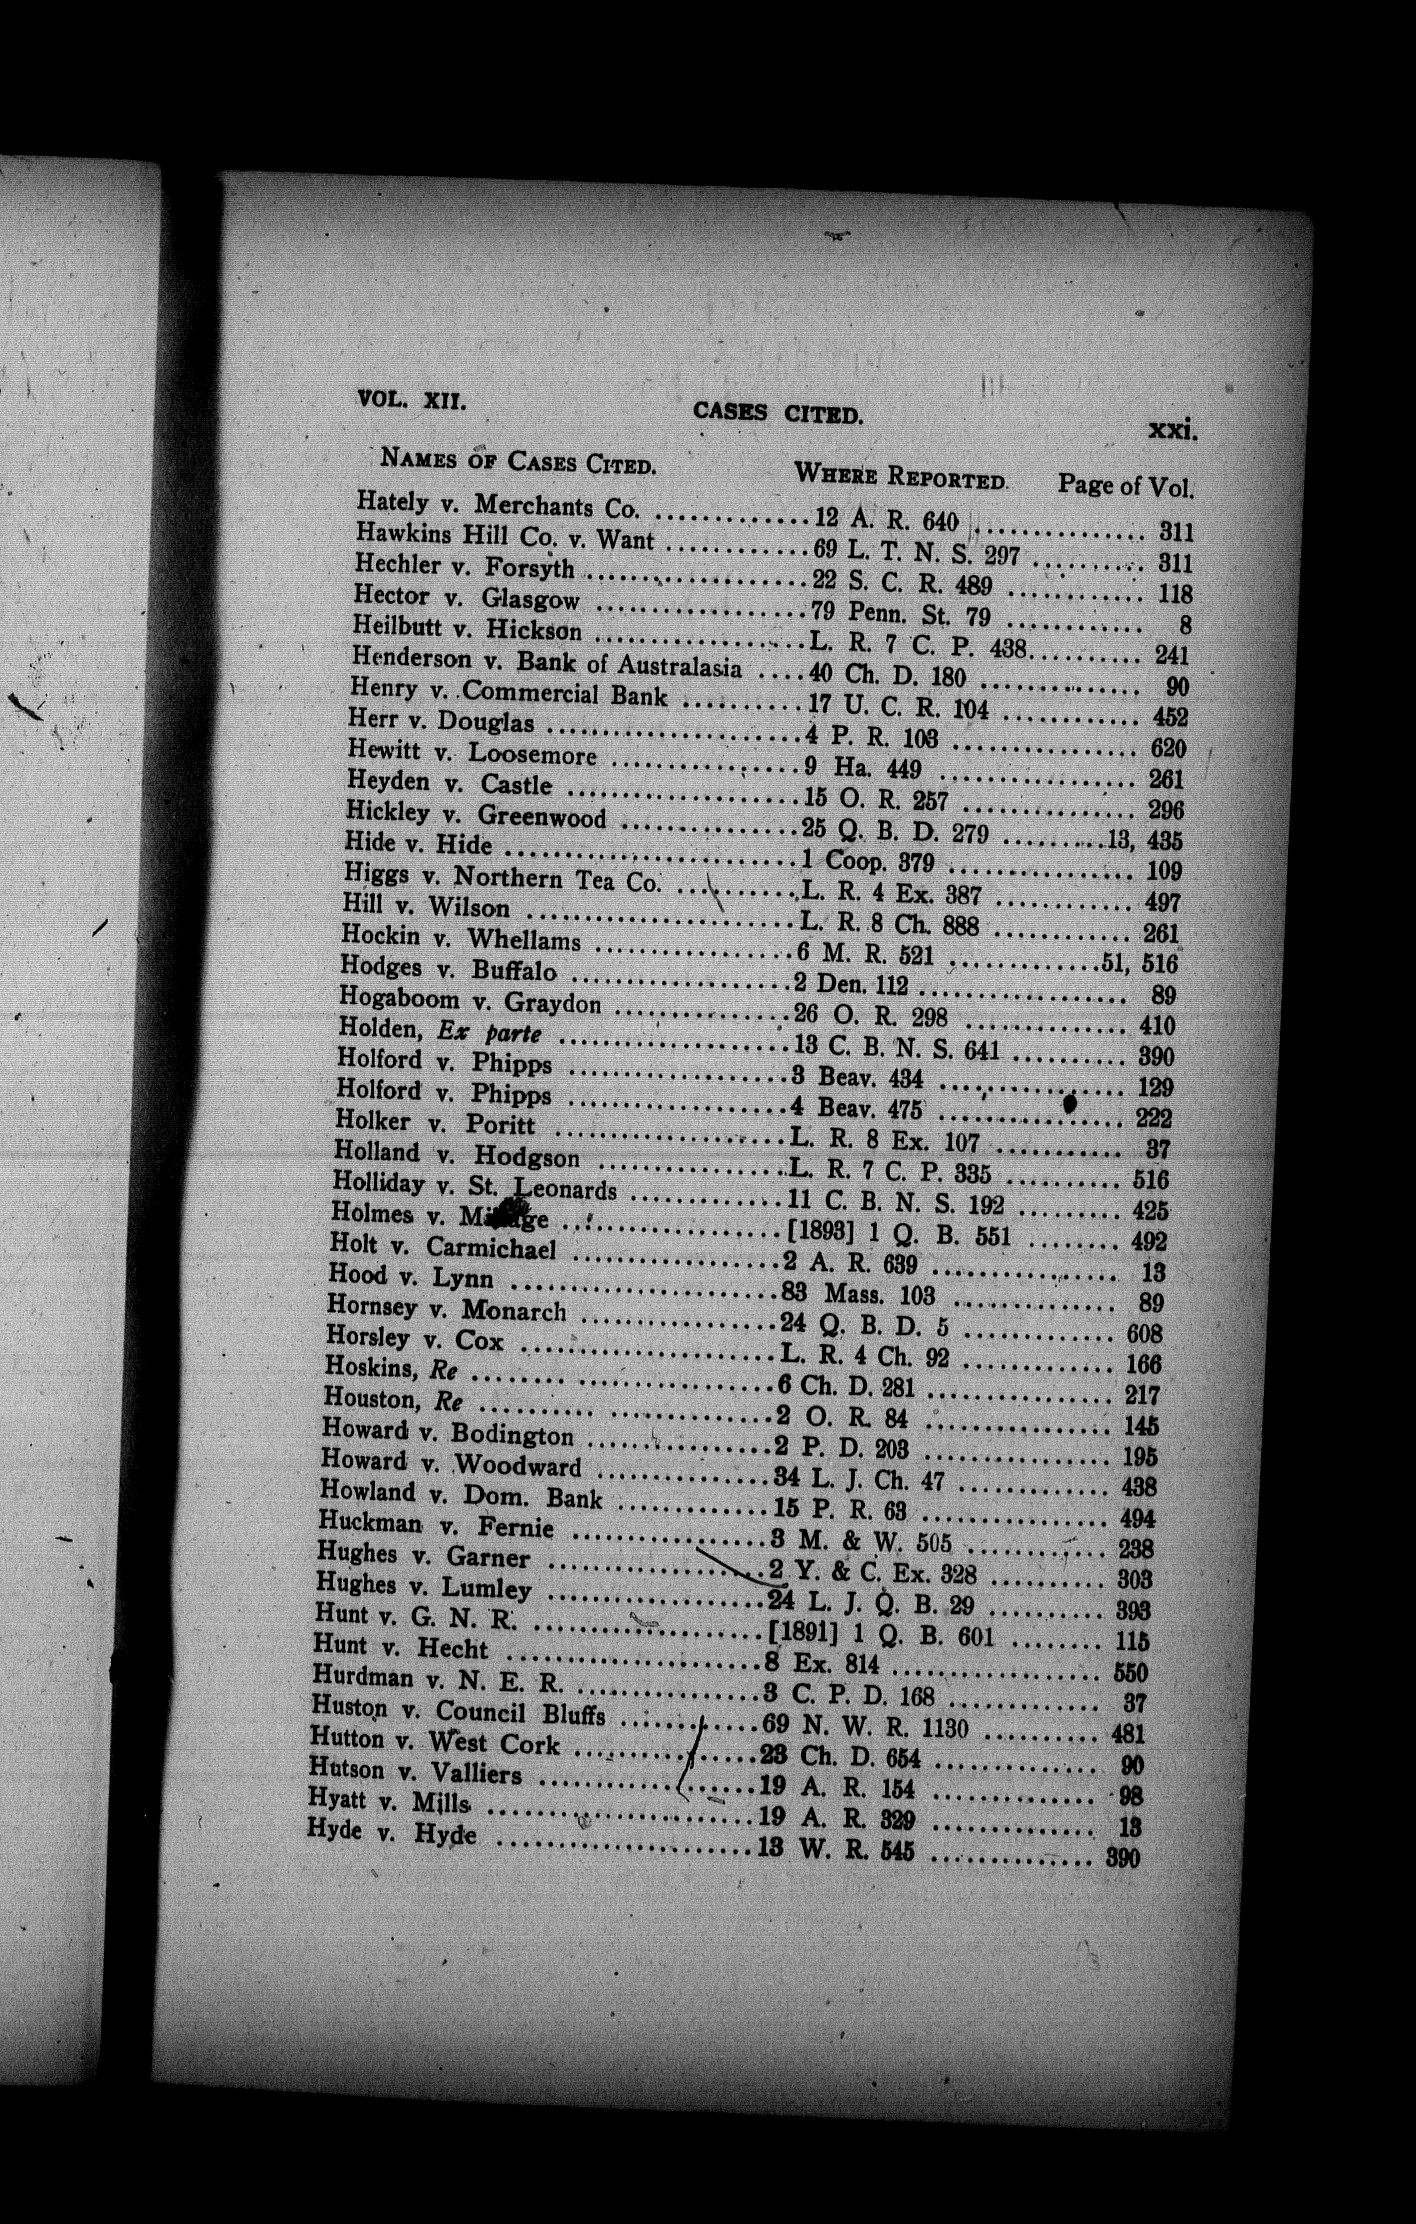 VOL. XII. CASES CITED. xxi.
NAMES OF CASES CITED. WHERE REPORTED. Page of Vol.
Hately v. Merchants Co. .............12 A. R. 640 ............... 311
Hawkins Hill Co. v. Want ............69 L. T. N. S. 297 .......... 311
Hechler v. Forsyth ...................22 S. C. R. 489 ............ 118
Hector v. Glasgow ..................79 Penn. St. 79 ............ 8
Heilbutt v. Hickson ..................L. R. 7 C. P. 438.......... 241
Henderson v. Bank of Australasia ....40 Ch. D. 180 .............. 90
Henry v. Commercial Bank ..........17 U. C. R. 104 ............ 452
Herr v. Douglas ......................4 P. R. 103 ................ 620
Hewitt v. Loosemore ................9 Ha. 449 ................. 261
Heyden v. Castle ....................15 O. R. 257 ............... 296
Hickley v. Greenwood ...............25 Q. B. D. 279 .........13, 435
Hide v. Hide .........................1 Coop. 379 ................ 109
Higgs v. Northern Tea Co. ..........L. R. 4 Ex. 387 ............ 497
Hill v. Wilson .......................L. R. 8 Ch. 888 ............ 261
Hockin v. Whellams .................6 M. R. 521 .............51, 516
Hodges v. Buffalo ...................2 Den. 112 .................. 89
Hogaboom v. Graydon ...............26 O. R. 298 .............. 410
Holden, Ex parte ....................13 C. B. N. S. 641 .......... 390
Holford v. Phipps ...................3 Beav. 434 ................ 129
Holford v. Phipps ...................4 Beav. 475 ................ 222
Holker v. Poritt ....................L. R. 8 Ex. 107 ........... 37
Holland v. Hodgson ................L. R. 7 C. P. 335 .......... 516
Holliday v. St. Leonards .............11 C. B. N. S. 192 ......... 425
Holmes v. ...................[1893] 1 Q. B. 551 ........ 492
Holt v. Carmichael ..................2 A. R. 639 ................ 13
Hood v. Lynn .......................83 Mass. 103 .............. 89
Hornsey v. Monarch .................24 Q. B. D. 5 ............. 608
Horsley v. Cox ......................L. R. 4 Ch. 92 ............. 166
Hoskins, Re ........ .................6 Ch. D. 281 ................ 217
Houston, Re .......... ..............2 O. R. 84 ................ 145
Howard v. Bodington ................2 P. D. 203 ................ 195
Howard v. Woodward ...............34 L. J. Ch. 47 ............. 438
Howland v. Dom. Bank .............15 P. R. 63 ................ 494
Huckman v. Fernie .................3 M. & W. 505 ............ 238
Hughes v. Garner ...................2 Y. & C. Ex. 328 .......... 303
Hughes v. Lumley ...................24 L. J. Q. B. 29 .......... 393
Hunt v. G. N. R. ....................[1891] 1 Q. B. 601 ........ 115
Hunt v. Hecht ......................8 Ex. 814 .................. 550
Hurdman v. N. E. R. ................3 C. P. D. 168 ............. 37
Huston v. Council Bluffs ............69 N. W. R. 1130 .......... 481
Hutton v. West Cork ................23 Ch. D. 654 .............. 90
Hutson v. Valliers ...................19 A. R. 154 .............. 98
Hyatt v. Mills .......................19 A. R. 329 .............. 13
Hyde v. Hyde ......................13 W. R. 545 .............. 390